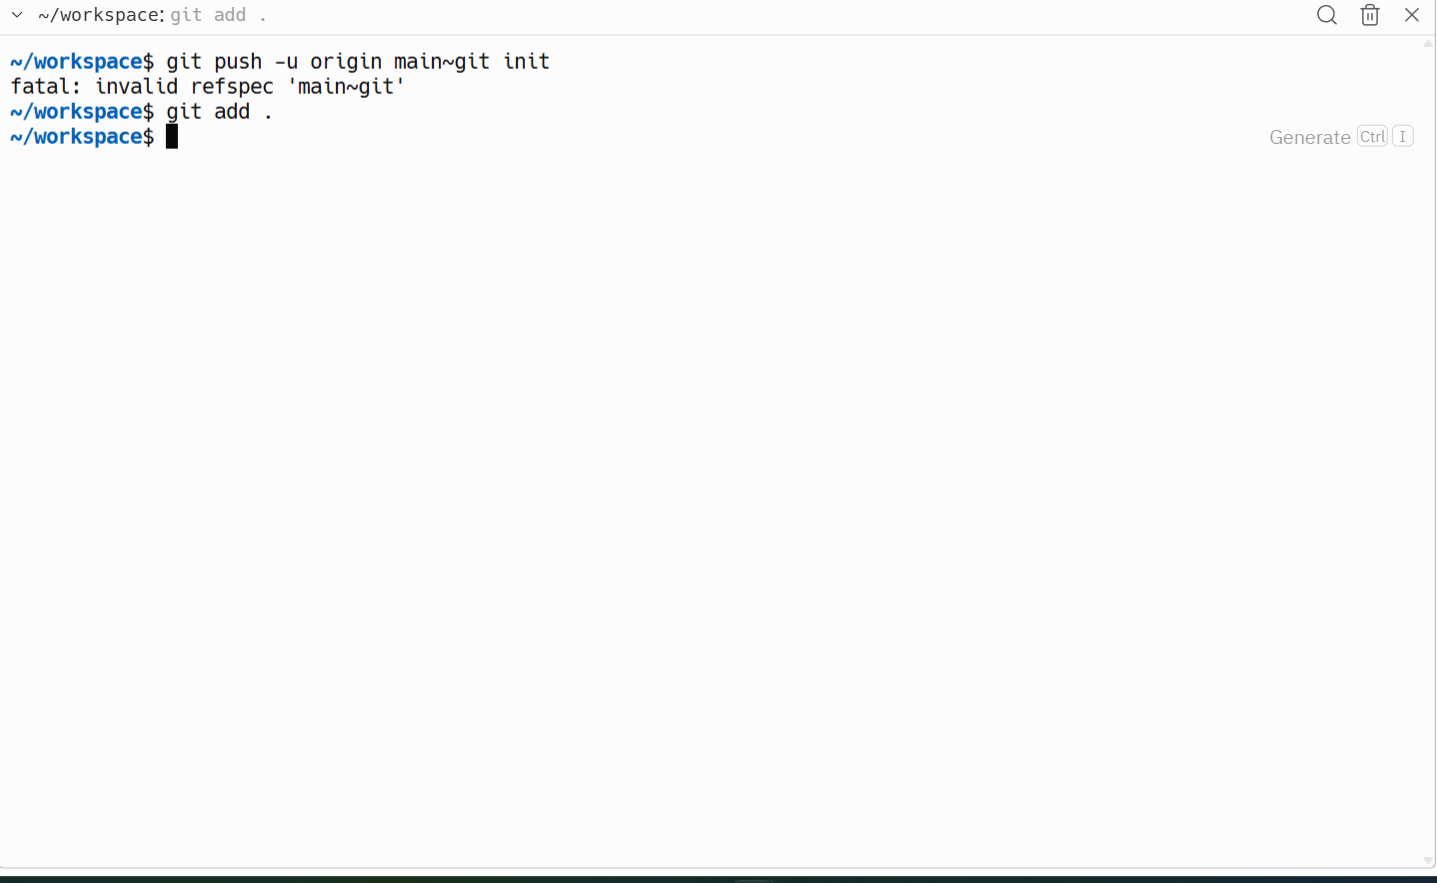 ~/workspace: git add .
~/workspace$ git push -u origin main~git init
fatal: invalid refspec 'main~git'
~/workspace$ git add .
~/workspace$
Generate Ctrl I